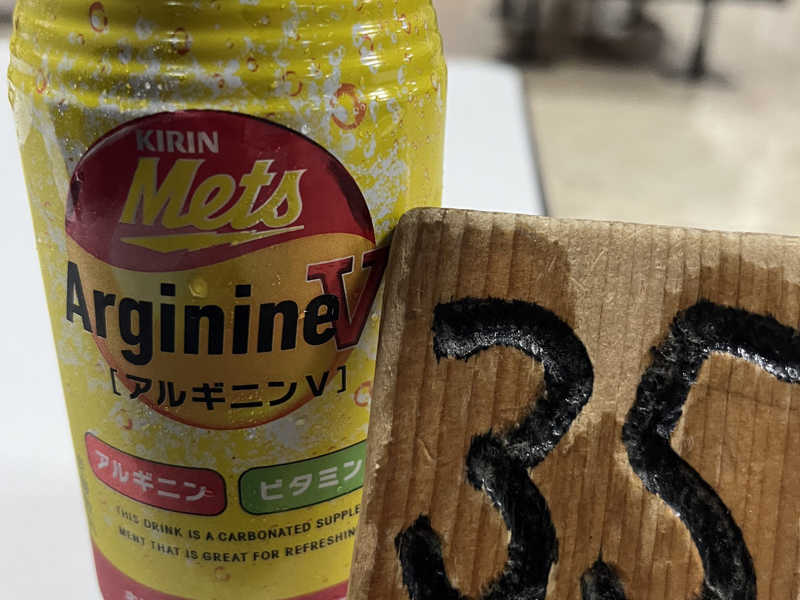 KIRIN
Mets
Arginine V
[アルギニンV]
アルギニン
ビタミン
THIS DRINK IS A CARBONATED SUPPLE
MENT THAT IS GREAT FOR REFRESHIN
35